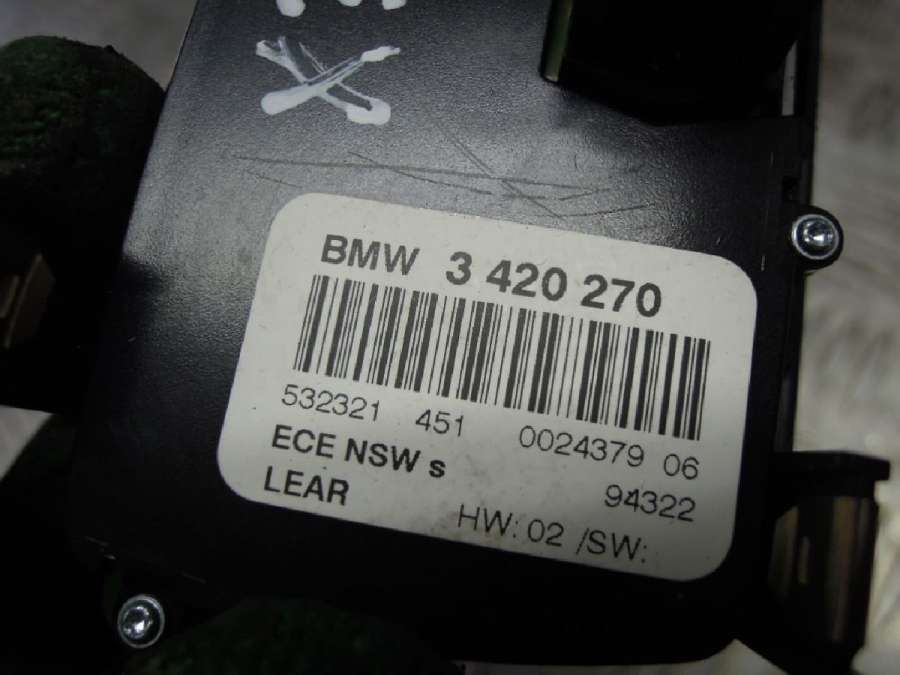 X
BMW 3 420 270
532321 451 0024379 06
ECE NSW s 94322
LEAR HW: 02 /SW: